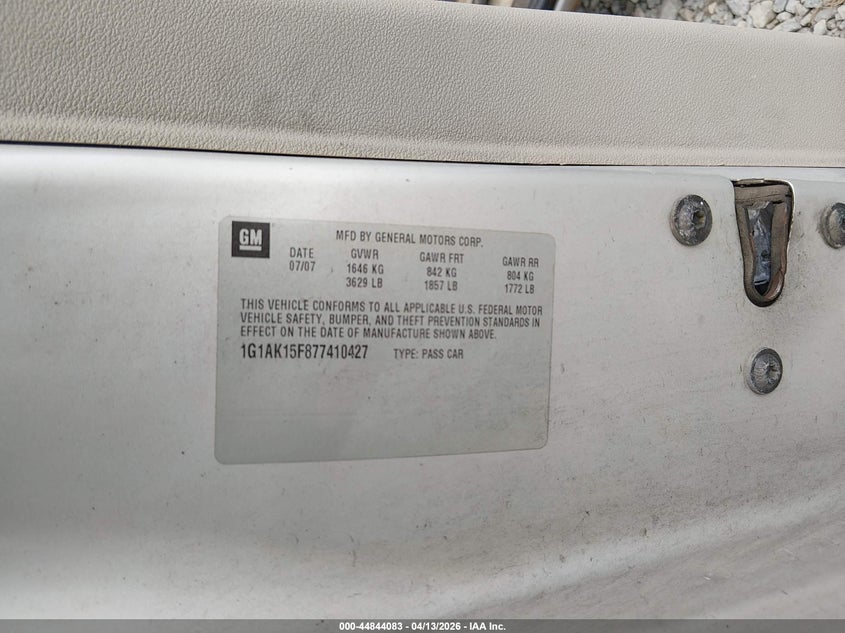 GM
MFD BY GENERAL MOTORS CORP.
DATE GVWR GAWR FRT GAWR RR
07/07 1646 KG 842 KG 804 KG
3629 LB 1857 LB 1772 LB
THIS VEHICLE CONFORMS TO ALL APPLICABLE U.S. FEDERAL MOTOR
VEHICLE SAFETY, BUMPER, AND THEFT PREVENTION STANDARDS IN
EFFECT ON THE DATE OF MANUFACTURE SHOWN ABOVE.
1G1AK15F877410427 TYPE: PASS CAR
000-44844083 - 04/13/2026 - IAA Inc.